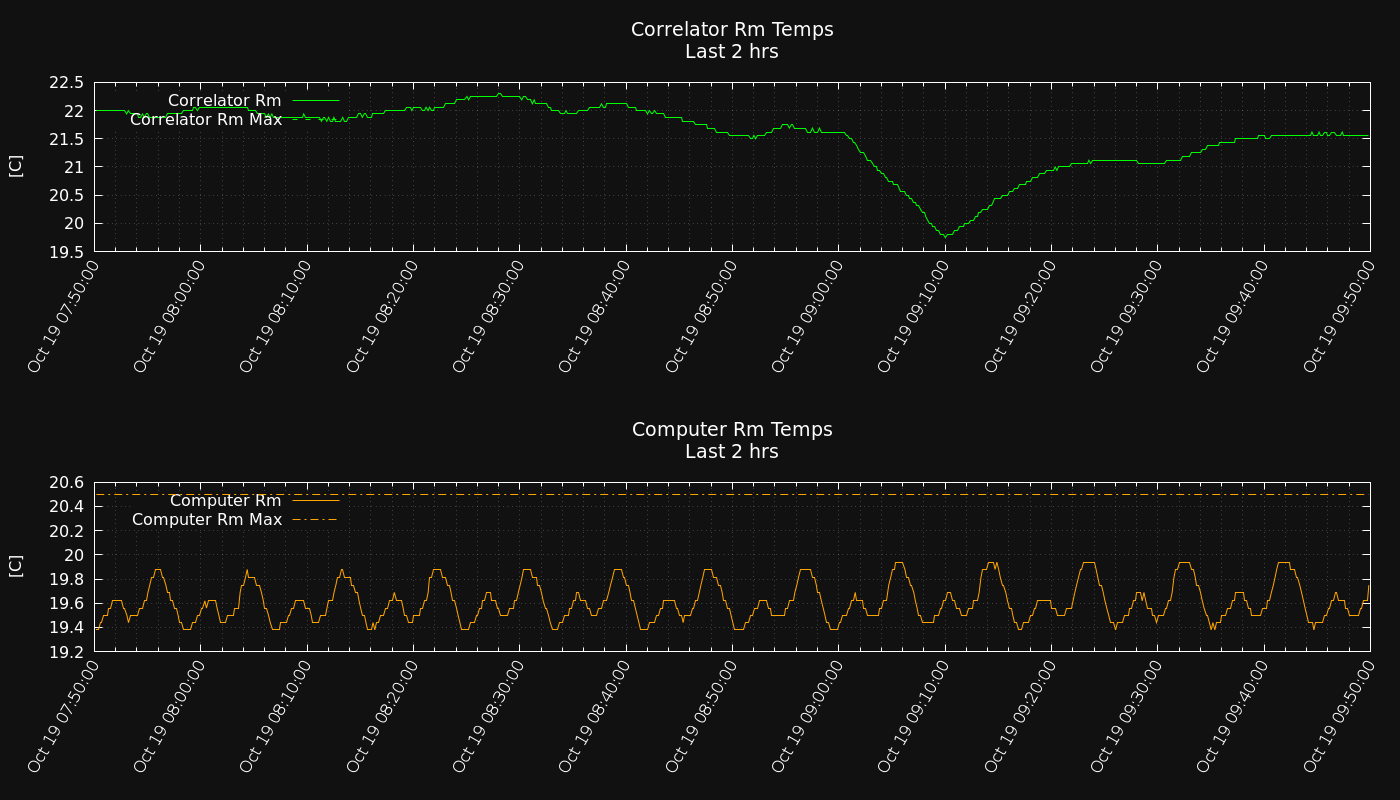 Correlator Rm Temps
Last 2 hrs
[C]
22.5
22
21.5
21
20.5
20
19.5
Correlator Rm
Correlator Rm Max
Oct 19 07:50:00
Oct 19 08:00:00
Oct 19 08:10:00
Oct 19 08:20:00
Oct 19 08:30:00
Oct 19 08:40:00
Oct 19 08:50:00
Oct 19 09:00:00
Oct 19 09:10:00
Oct 19 09:20:00
Oct 19 09:30:00
Oct 19 09:40:00
Oct 19 09:50:00
Computer Rm Temps
Last 2 hrs
[C]
20.6
20.4
20.2
20
19.8
19.6
19.4
19.2
Computer Rm
Computer Rm Max
Oct 19 07:50:00
Oct 19 08:00:00
Oct 19 08:10:00
Oct 19 08:20:00
Oct 19 08:30:00
Oct 19 08:40:00
Oct 19 08:50:00
Oct 19 09:00:00
Oct 19 09:10:00
Oct 19 09:20:00
Oct 19 09:30:00
Oct 19 09:40:00
Oct 19 09:50:00